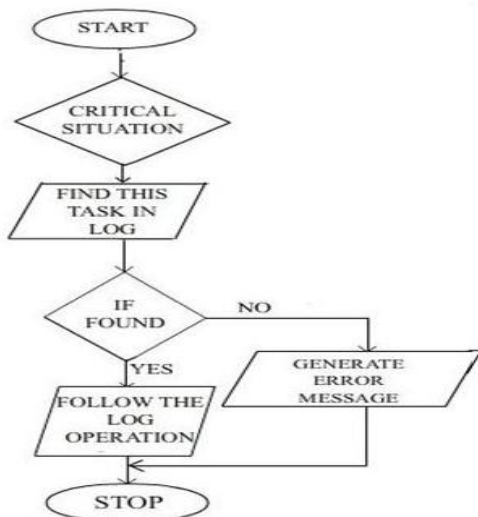 START
CRITICAL
SITUATION
FIND THIS
TASK IN
LOG
IF
FOUND
NO
YES
GENERATE
ERROR
MESSAGE
FOLLOW THE
LOG
OPERATION
STOP